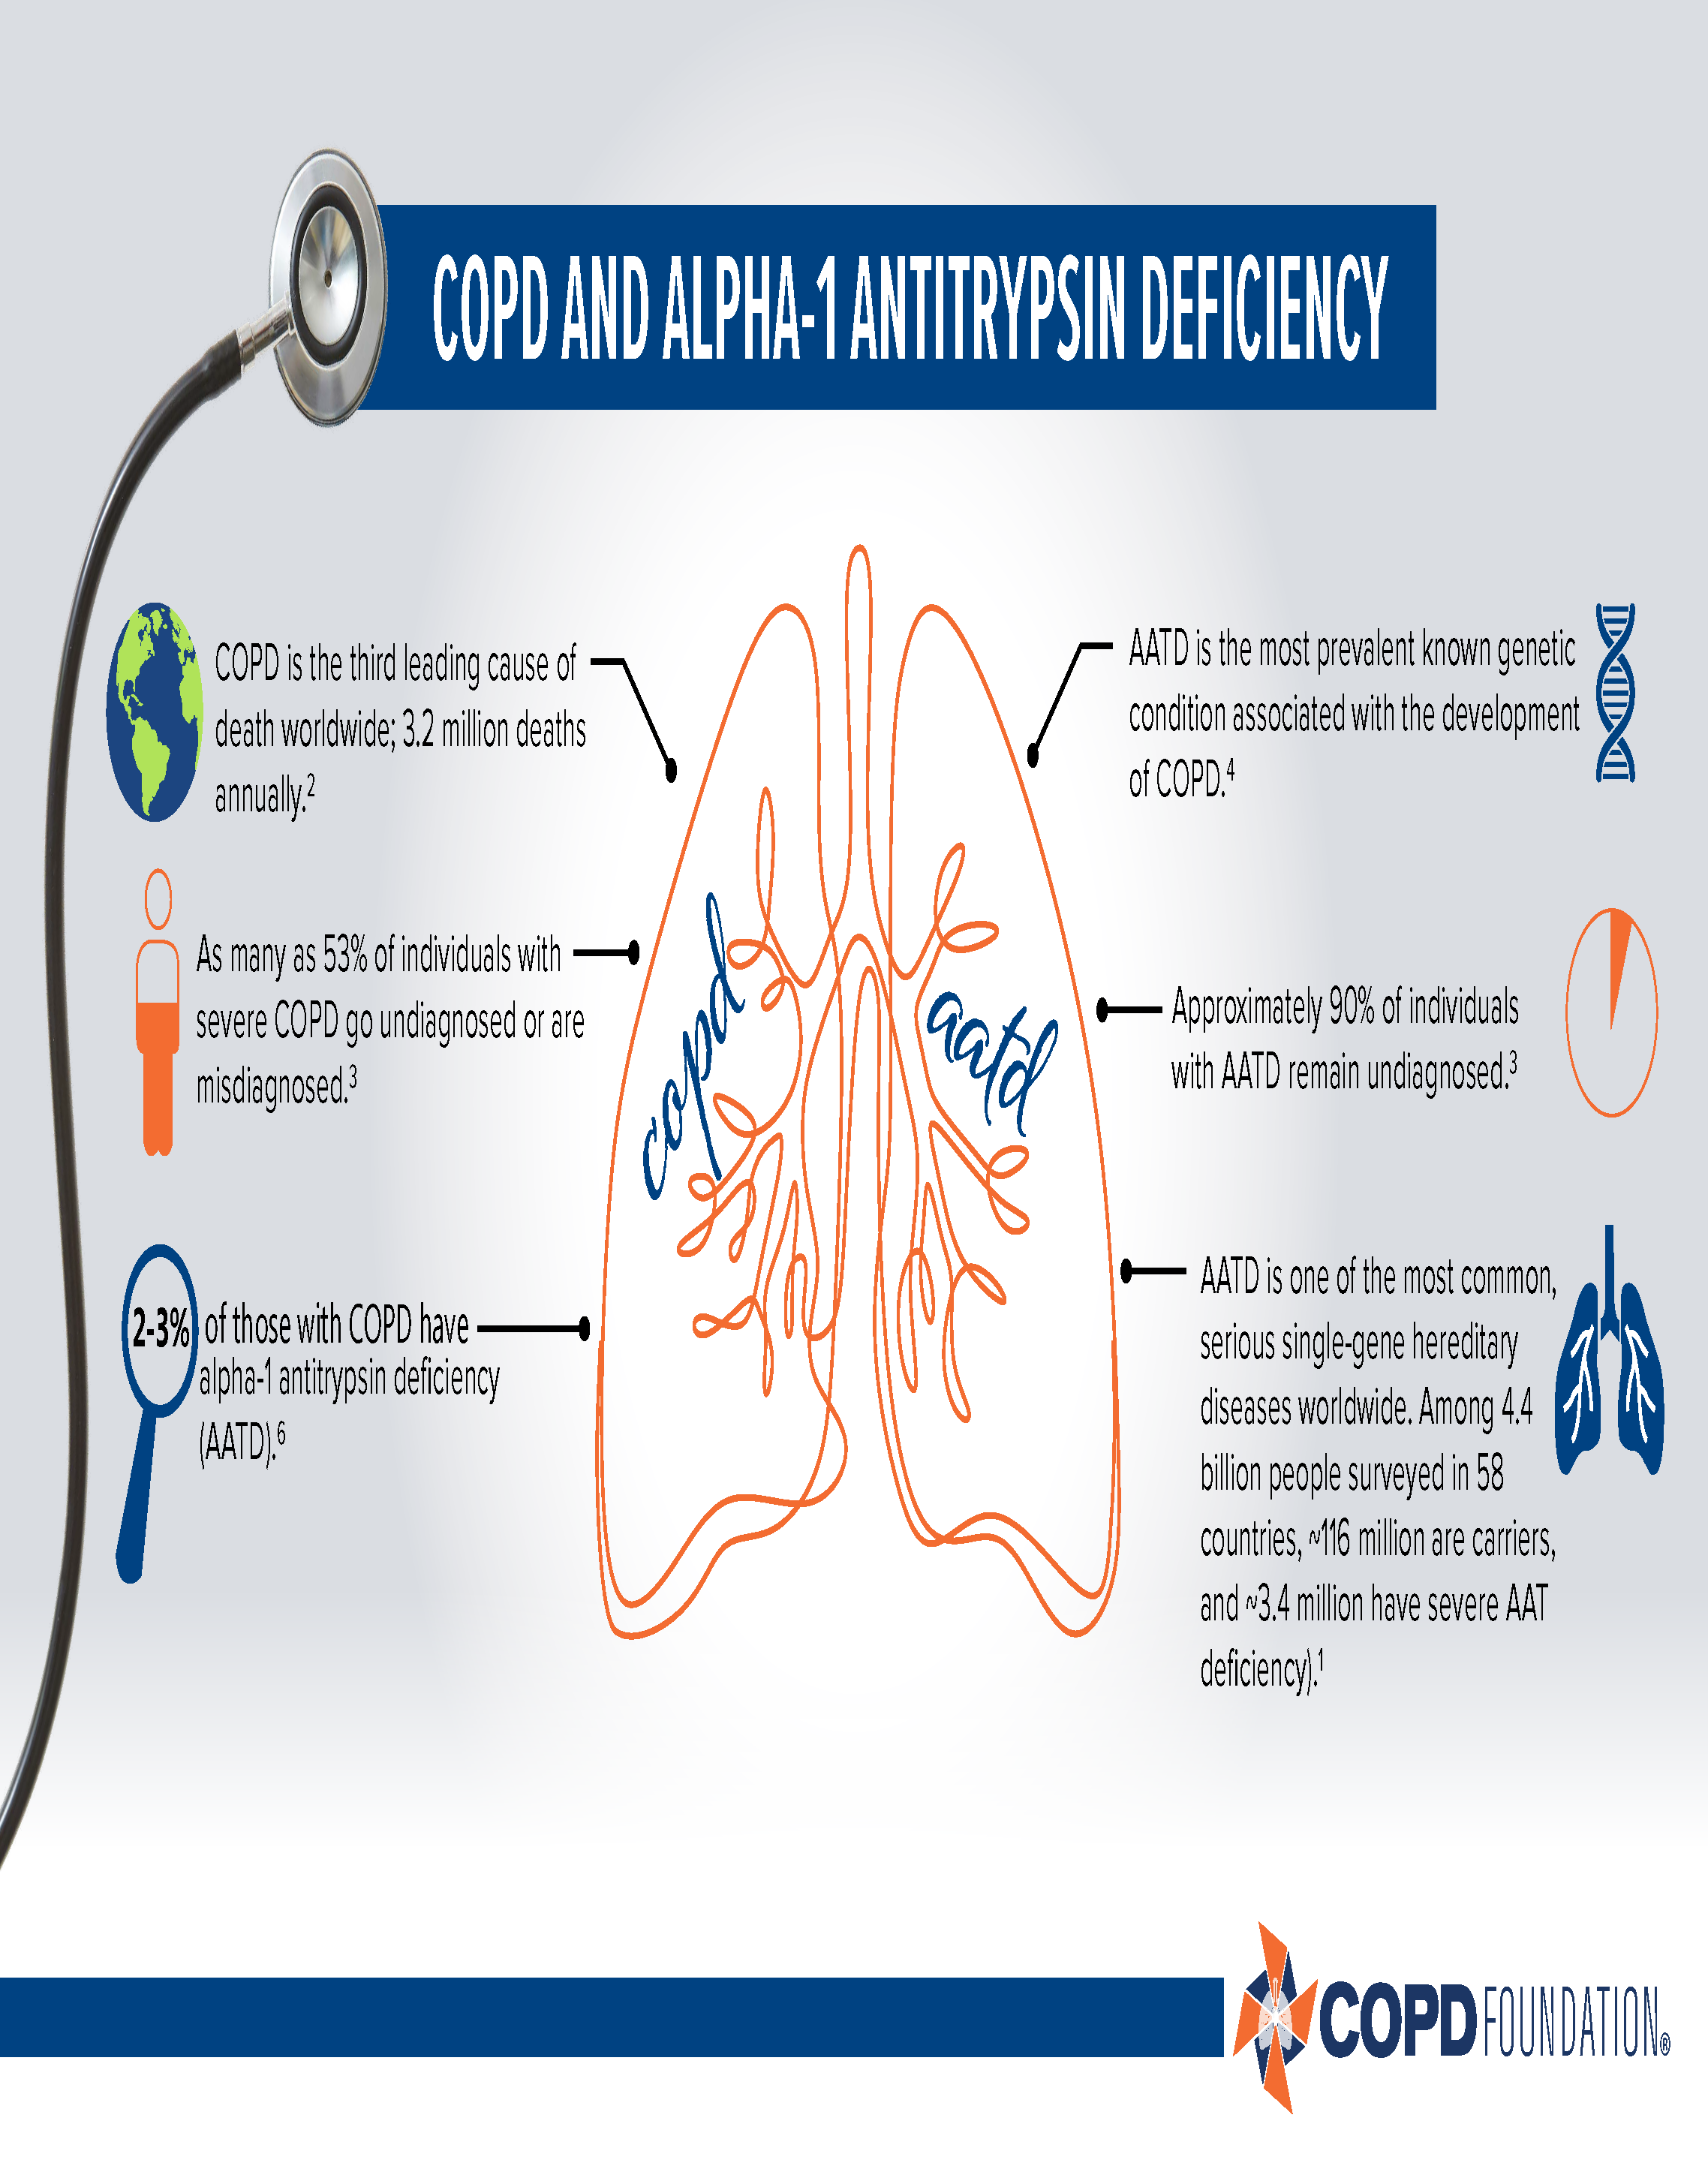 COPD AND ALPHA-1 ANTITRYPSIN DEFICIENCY
COPD is the third leading cause of
death worldwide; 3.2 million deaths
annually.²
As many as 53% of individuals with
severe COPD go undiagnosed or are
misdiagnosed.³
2-3% of those with COPD have
alpha-1 antitrypsin deficiency
(AATD).⁶
copd
aatd
AATD is the most prevalent known genetic
condition associated with the development
of COPD.⁴
Approximately 90% of individuals
with AATD remain undiagnosed.³
AATD is one of the most common,
serious single-gene hereditary
diseases worldwide. Among 4.4
billion people surveyed in 58
countries, ~116 million are carriers,
and ~3.4 million have severe AAT
deficiency).¹
COPD FOUNDATION®